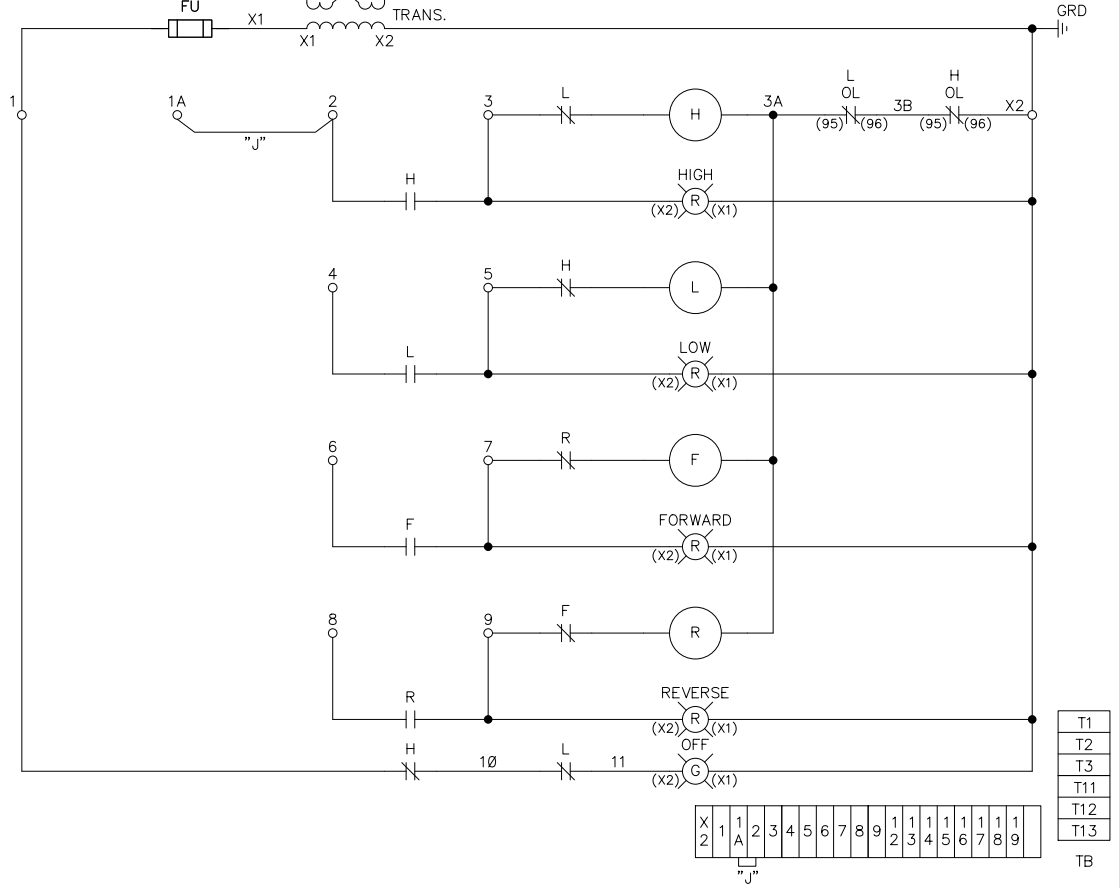 FU
X1
TRANS.
X1 X2
GRD
1
1A
2
"J"
3
L
H
3A
L
OL
(95) (96)
3B
H
OL
(95) (96)
X2
H
HIGH
(X2) R (X1)
4
5
H
L
L
LOW
(X2) R (X1)
6
7
R
F
F
FORWARD
(X2) R (X1)
8
9
F
R
R
REVERSE
(X2) R (X1)
H
10
L
11
OFF
(X2) G (X1)
X2 1 1A 2 3 4 5 6 7 8 9 12 13 14 15 16 17 18 19
"J"
T1
T2
T3
T11
T12
T13
TB